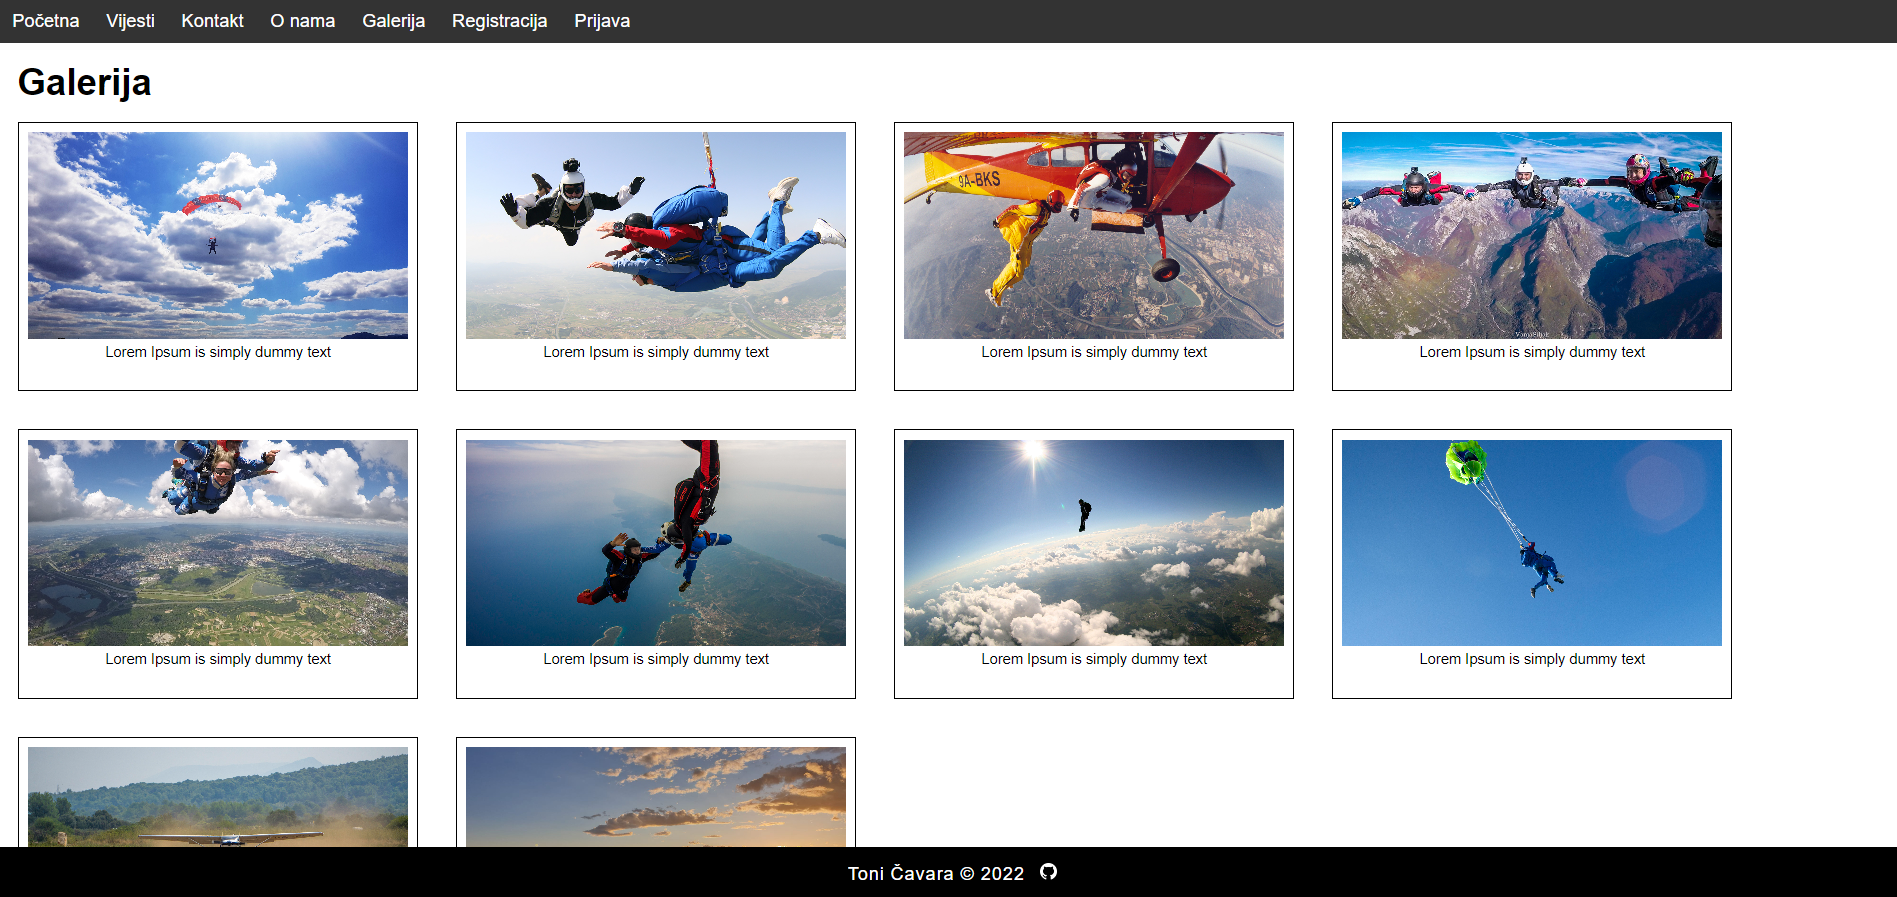 Početna Vijesti Kontakt O nama Galerija Registracija Prijava
Galerija
9A-BKS
Lorem Ipsum is simply dummy text
Lorem Ipsum is simply dummy text
Lorem Ipsum is simply dummy text
Lorem Ipsum is simply dummy text
Lorem Ipsum is simply dummy text
Lorem Ipsum is simply dummy text
Lorem Ipsum is simply dummy text
Lorem Ipsum is simply dummy text
Toni Čavara © 2022